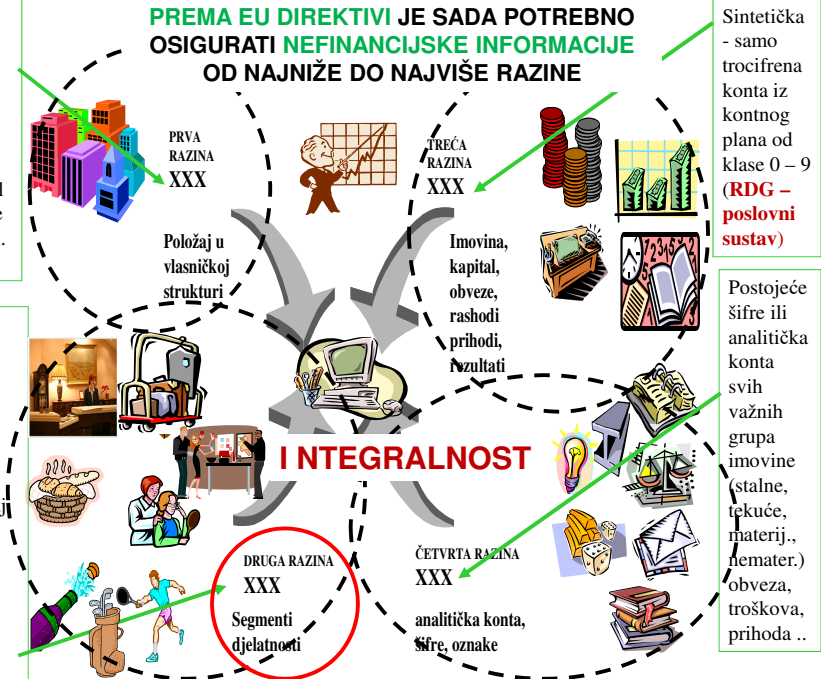 PREMA EU DIREKTIVI JE SADA POTREBNO
OSIGURATI NEFINANCIJSKE INFORMACIJE
OD NAJNIŽE DO NAJVIŠE RAZINE
PRVA
RAZINA
XXX
Položaj u
vlasničkoj
strukturi
TREĆA
RAZINA
XXX
Imovina,
kapital,
obveze,
rashodi
prihodi,
rezultati
Sintetička
- samo
trocifrena
konta iz
kontnog
plana od
klase 0 – 9
(RDG –
poslovni
sustav)
I NTEGRALNOST
DRUGA RAZINA
XXX
Segmenti
djelatnosti
ČETVRTA RAZINA
XXX
analitička konta,
šifre, oznake
Postojeće
šifre ili
analitička
konta
svih
važnih
grupa
imovine
(stalne,
tekuće,
materij.,
nemater.)
obveza,
troškova,
prihoda ..